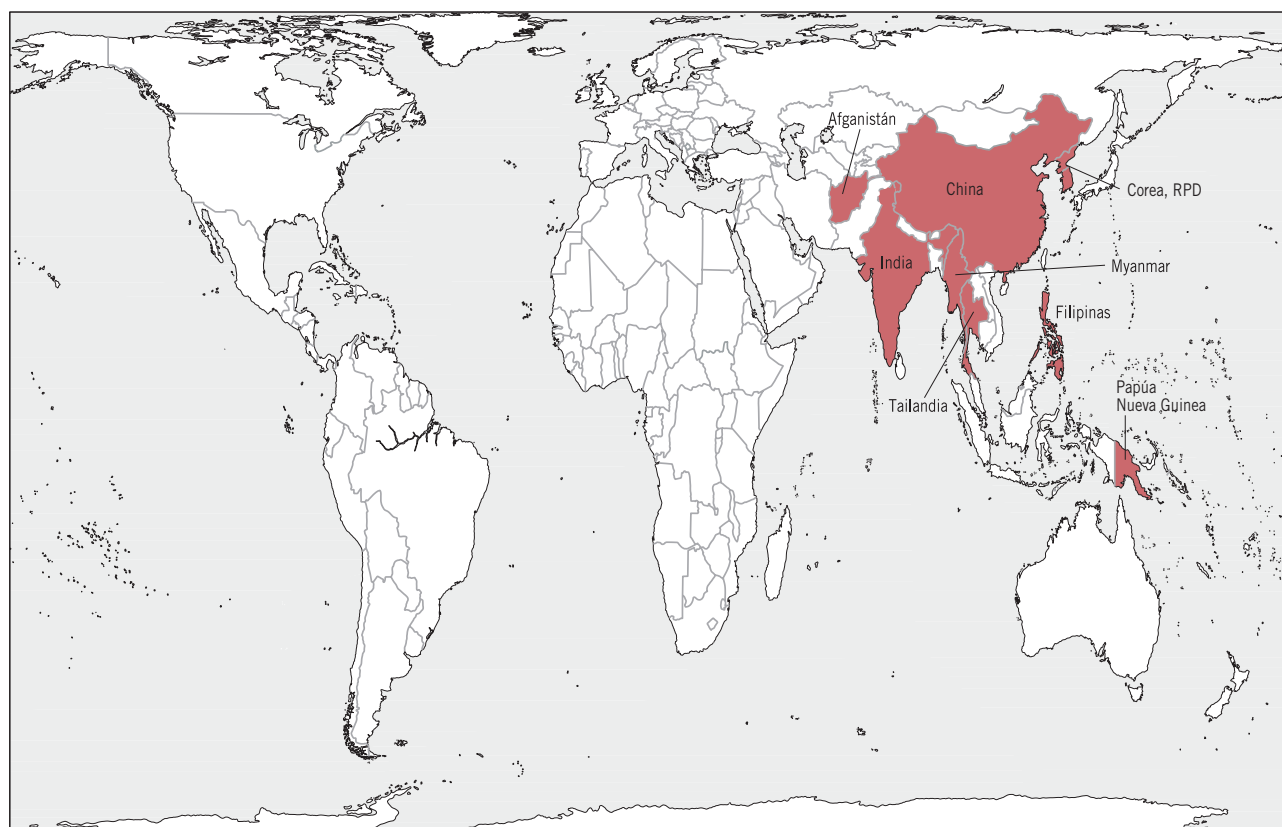 Afganistán
China
Corea, RPD
India
Myanmar
Filipinas
Tailandia
Papúa
Nueva Guinea